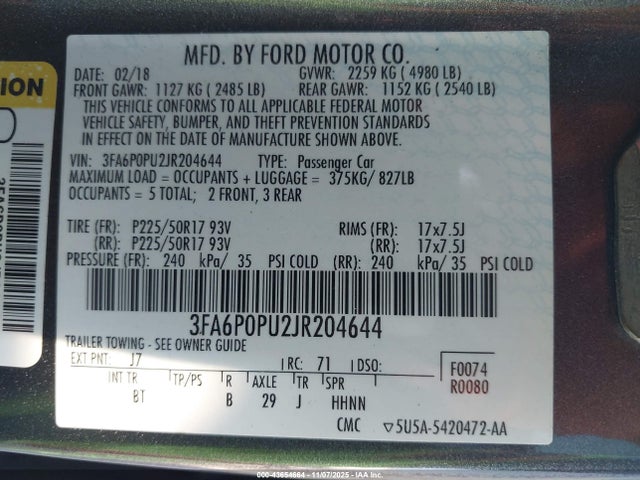 MFD. BY FORD MOTOR CO.
DATE: 02/18 GVWR: 2259 KG ( 4980 LB)
FRONT GAWR: 1127 KG ( 2485 LB) REAR GAWR: 1152 KG ( 2540 LB)
THIS VEHICLE CONFORMS TO ALL APPLICABLE FEDERAL MOTOR
VEHICLE SAFETY, BUMPER, AND THEFT PREVENTION STANDARDS
IN EFFECT ON THE DATE OF MANUFACTURE SHOWN ABOVE.
VIN: 3FA6P0PU2JR204644 TYPE: Passenger Car
MAXIMUM LOAD = OCCUPANTS + LUGGAGE = 375KG/ 827LB
OCCUPANTS = 5 TOTAL; 2 FRONT, 3 REAR
TIRE (FR): P225/50R17 93V RIMS (FR): 17x7.5J
(RR): P225/50R17 93V (RR): 17x7.5J
PRESSURE (FR): 240 kPa/ 35 PSI COLD (RR): 240 kPa/ 35 PSI COLD
3FA6P0PU2JR204644
TRAILER TOWING - SEE OWNER GUIDE
EXT PNT: J7 RC: 71 DSO: F0074
INT TR TP/PS R AXLE TR SPR R0080
BT B 29 J HHNN
CMC ▽5U5A-5420472-AA
ION
000-43654664 - 11/07/2025 - IAA Inc.